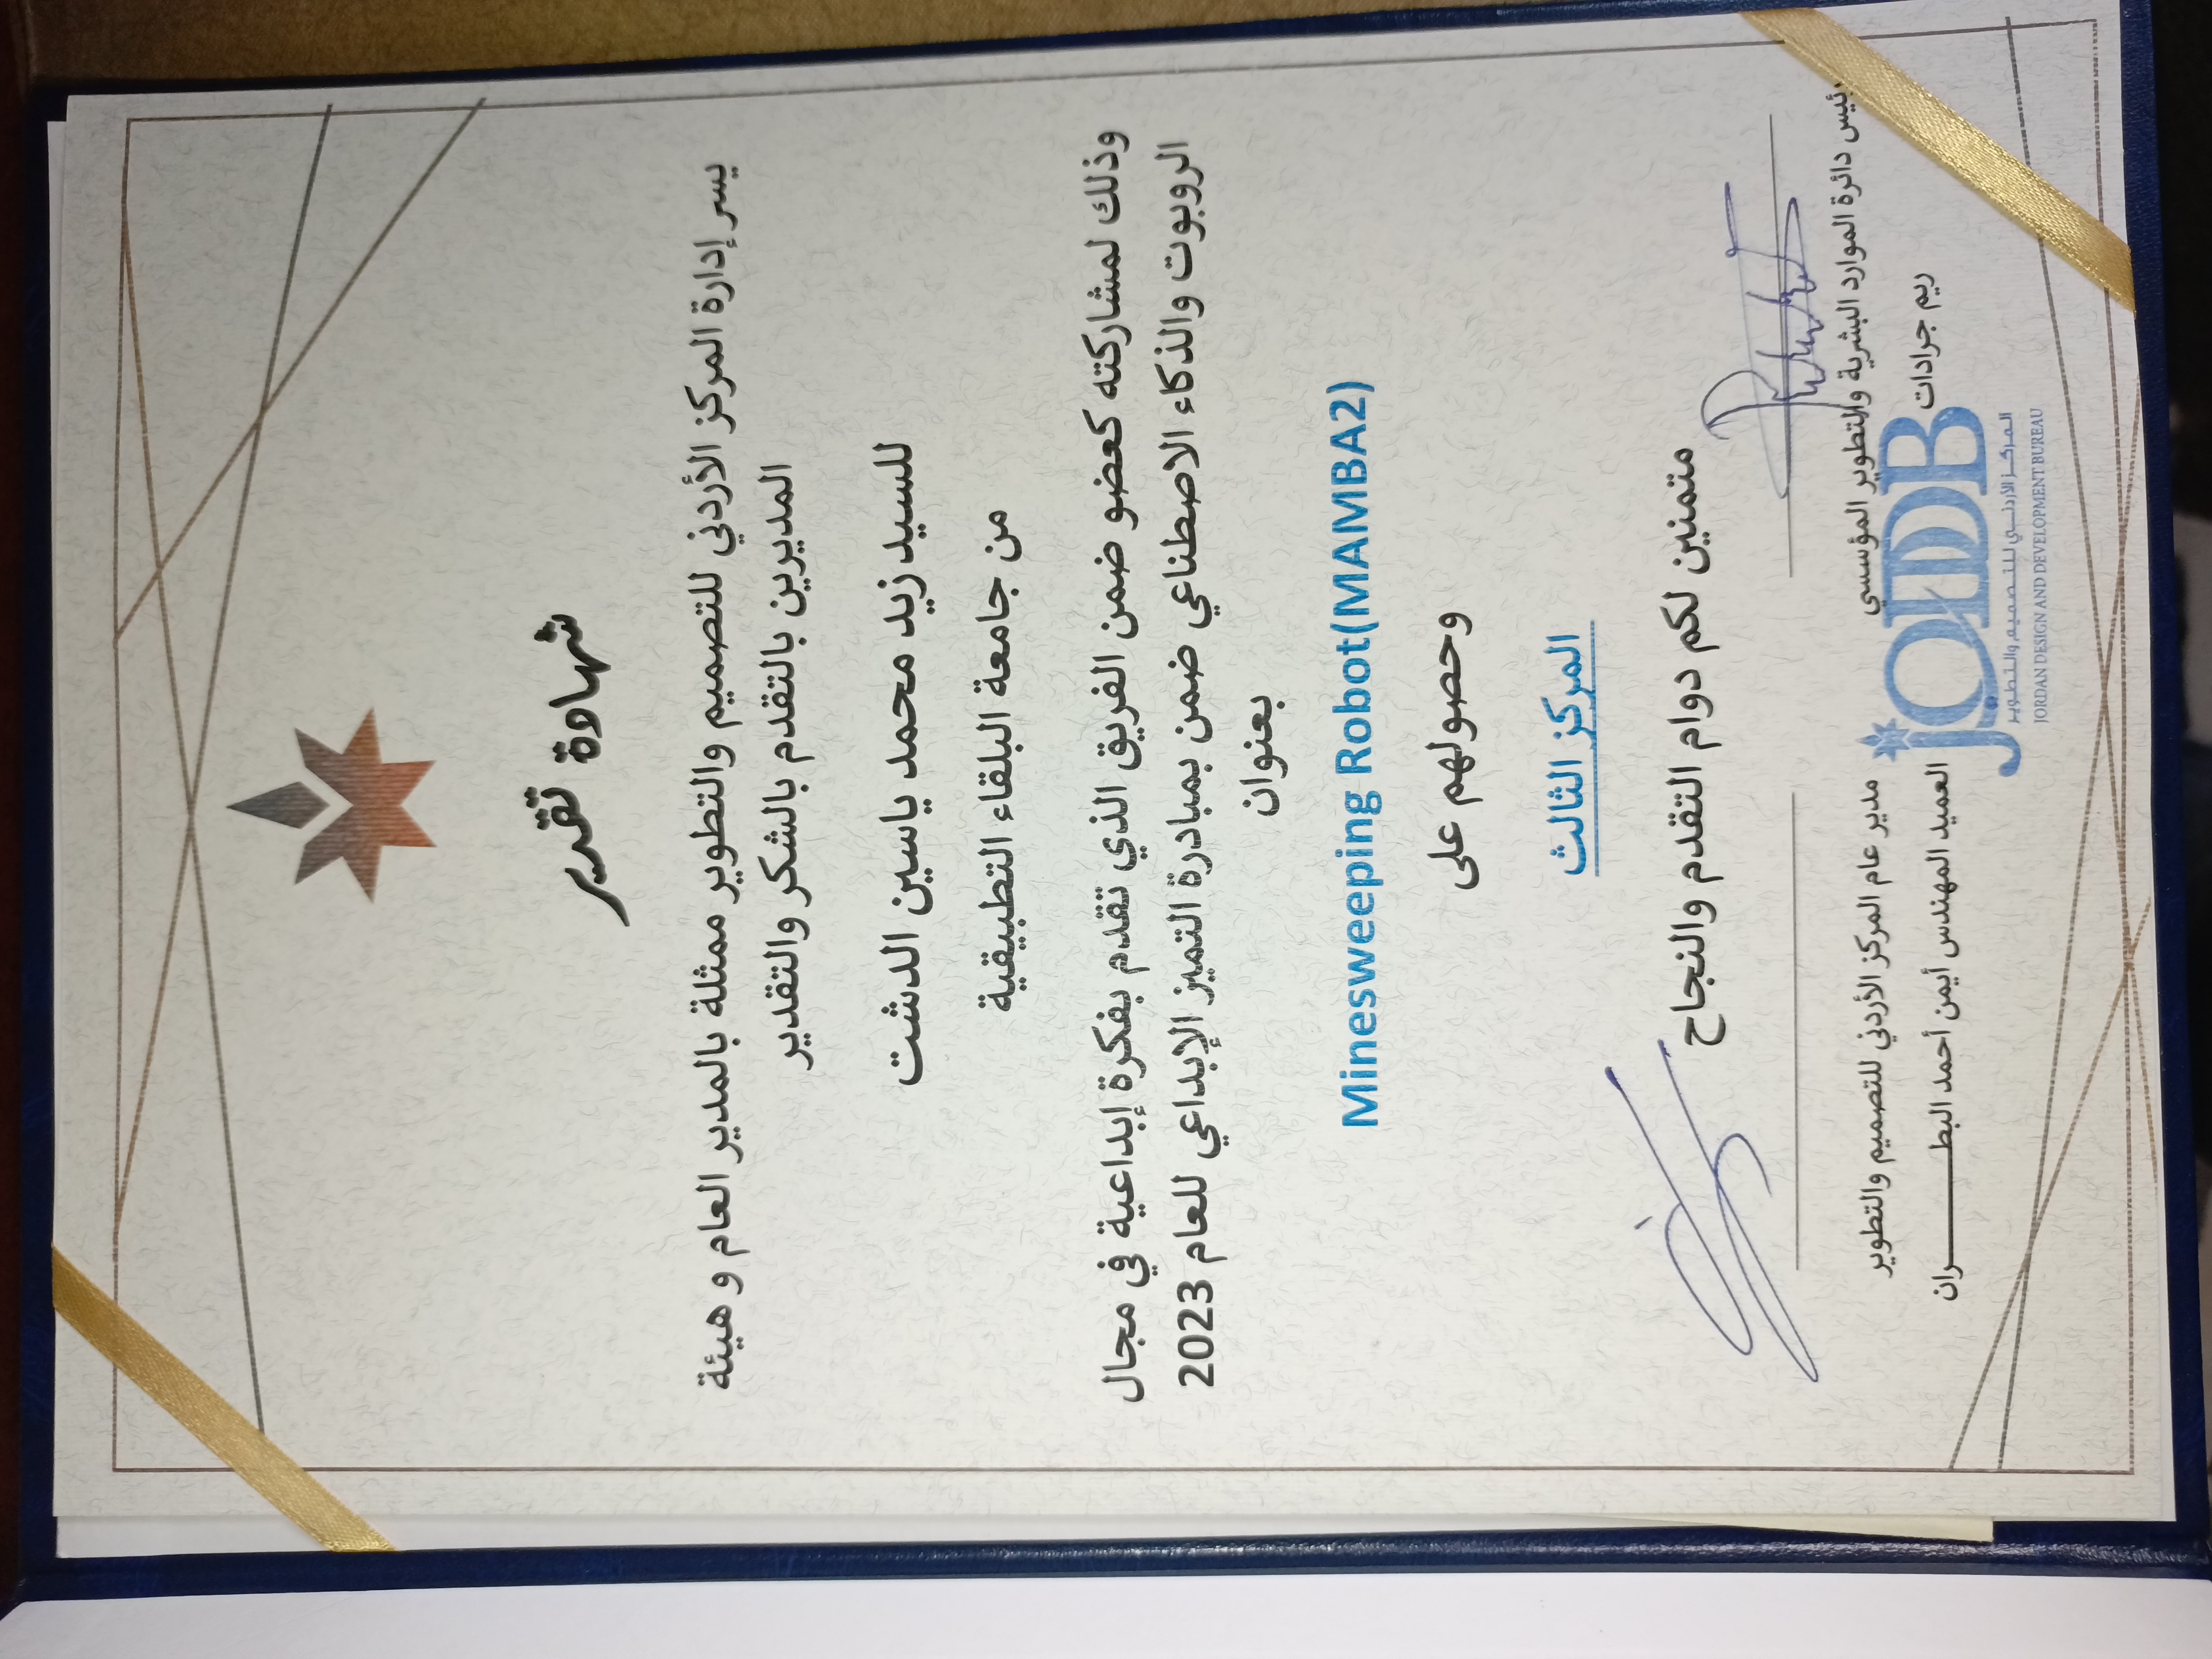 شهادة تقدير
يسر إدارة المركز الأردني للتصميم والتطوير ممثلة بالمدير العام و هيئة
المديرين بالتقدم بالشكر والتقدير
للسيد زيد محمد ياسين الدشت
من جامعة البلقاء التطبيقية
وذلك لمشاركته كعضو ضمن الفريق الذي تقدم بفكرة إبداعية في مجال
الروبوت والذكاء الاصطناعي ضمن بمبادرة التميز الإبداعي للعام 2023
بعنوان
Minesweeping Robot(MAMBA2)
وحصولهم على
المركز الثالث
متمنين لكم دوام التقدم والنجاح
رئيس دائرة الموارد البشرية والتطوير المؤسسي
ريم جرادات
مدير عام المركز الأردني للتصميم والتطوير
العميد المهندس أيمن أحمد البطــــــــــران
JODDB
المركز الأردني للتصميم والتطوير
JORDAN DESIGN AND DEVELOPMENT BUREAU